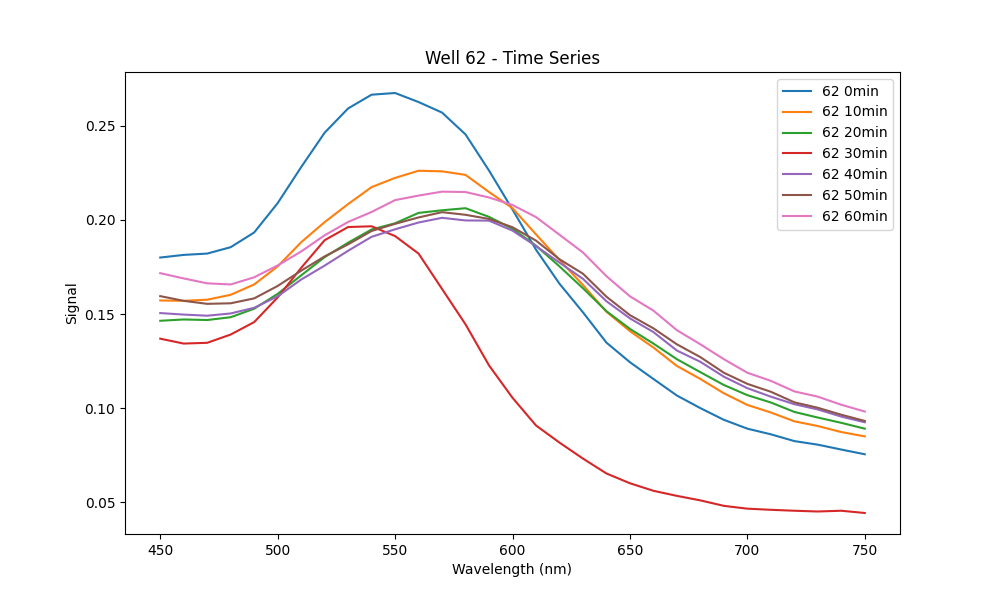 Well 62 - Time Series
62 0min
62 10min
62 20min
62 30min
62 40min
62 50min
62 60min
Signal
0.25
0.20
0.15
0.10
0.05
450 500 550 600 650 700 750
Wavelength (nm)